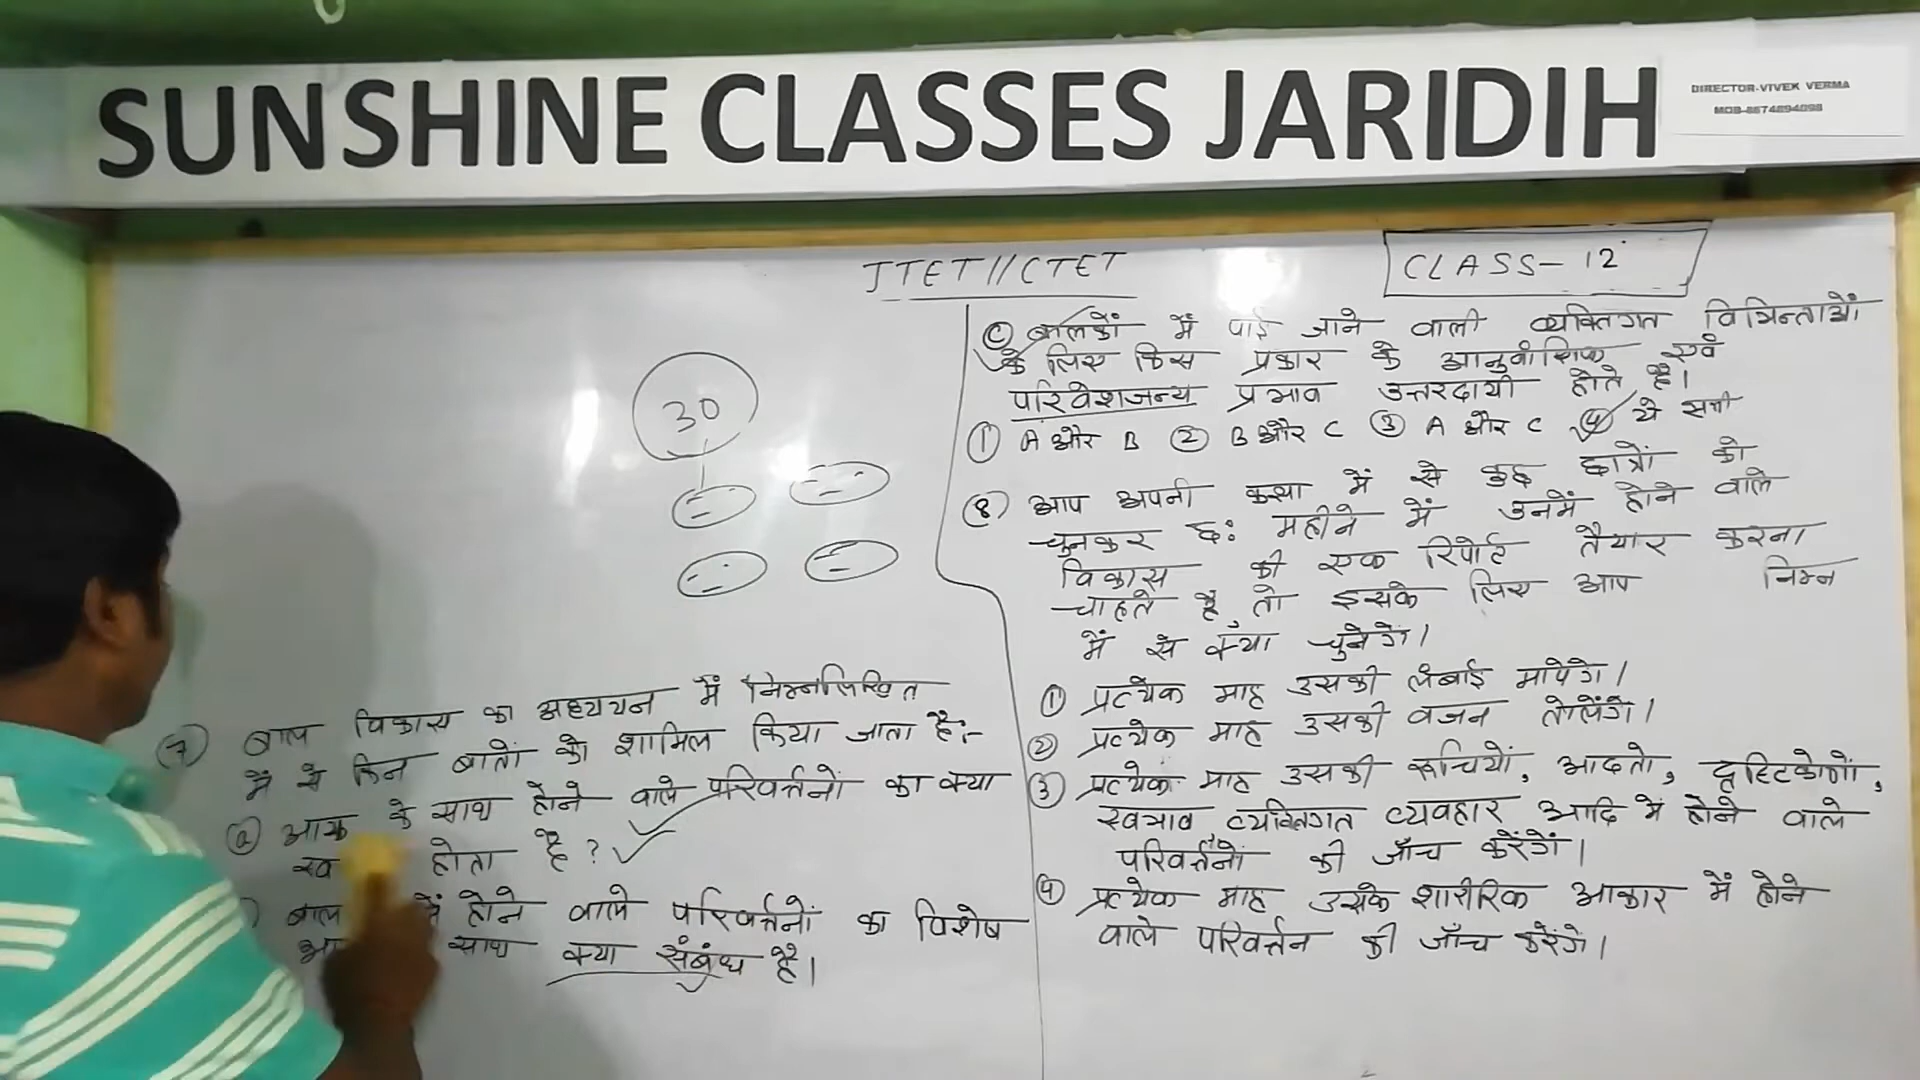 SUNSHINE CLASSES JARIDIH
DIRECTOR-VIVEK VERMA
MOB-8674894098
JTET//CTET
CLASS-12
30
(7) बाल विकास का अध्ययन में निम्नलिखित
में से किन बातों को शामिल किया जाता है:-
(a) आयु के साथ होने वाले परिवर्त्तनों का क्या
होता है?
बाल में होने वाले परिवर्त्तनों का विशेष
साथ क्या संबंध है।
(C) बालकों में पाई जाने वाली व्यक्तिगत विभिन्नताओं
के लिए किस प्रकार के आनुवांशिक एवं
परिवेशजन्य प्रभाव उत्तरदायी होते है।
(1) A और B (2) B और C (3) A और C (4) ये सभी
(8) आप अपनी कक्षा में से कुछ छात्रों को
चुनकर छ: महीने में उनमें होने वाले
विकास की एक रिपोर्ट तैयार करना
चाहते है, तो इसके लिए आप निम्न
में से क्या चुनेगें।
(1) प्रत्येक माह उसकी लंबाई मापेगे।
(2) प्रत्येक माह उसकी वजन तोलेंगे।
(3) प्रत्येक माह उसकी रूचियों, आदतो, दृष्टिकोणों,
स्वभाव व्यक्तिगत व्यवहार आदि में होने वाले
परिवर्त्तनों की जाँच करेंगें।
(4) प्रत्येक माह उसके शारीरिक आकार में होने
वाले परिवर्त्तन की जाँच करेंगे।